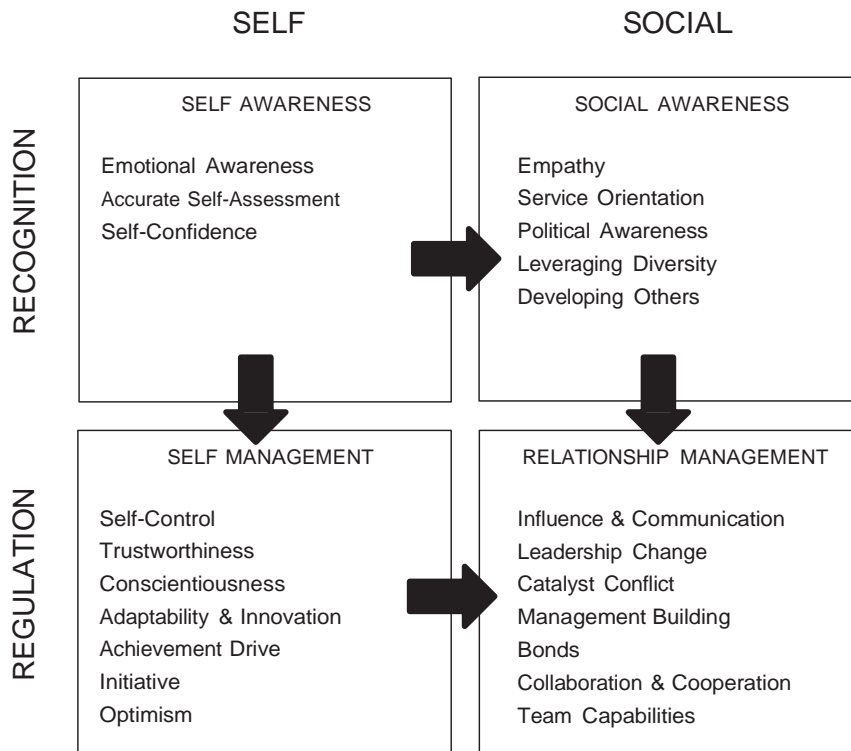 SELF
SOCIAL
RECOGNITION
SELF AWARENESS
Emotional Awareness
Accurate Self-Assessment
Self-Confidence
SOCIAL AWARENESS
Empathy
Service Orientation
Political Awareness
Leveraging Diversity
Developing Others
REGULATION
SELF MANAGEMENT
Self-Control
Trustworthiness
Conscientiousness
Adaptability & Innovation
Achievement Drive
Initiative
Optimism
RELATIONSHIP MANAGEMENT
Influence & Communication
Leadership Change
Catalyst Conflict
Management Building
Bonds
Collaboration & Cooperation
Team Capabilities